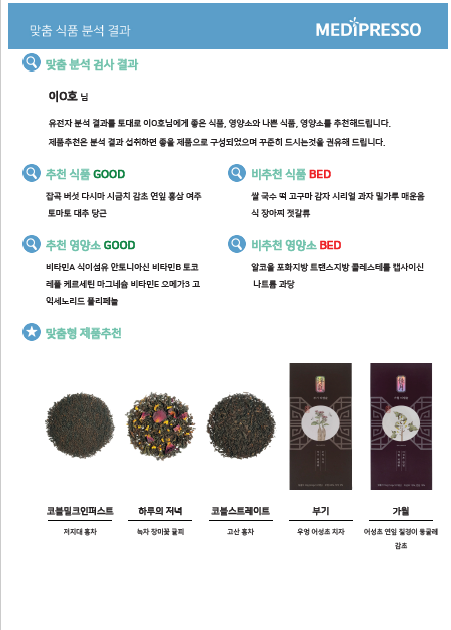 맞춤 식품 분석 결과
MEDIPRESSO
맞춤 분석 검사 결과
이O호 님
유전자 분석 결과를 토대로 이O호님에게 좋은 식품, 영양소와 나쁜 식품, 영양소를 추천해드립니다.
제품추천은 분석 결과 섭취하면 좋을 제품으로 구성되었으며 꾸준히 드시는것을 권유해 드립니다.
추천 식품 GOOD
잡곡 버섯 다시마 시금치 감초 연잎 홍삼 여주
토마토 대추 당근
비추천 식품 BED
쌀 국수 떡 고구마 감자 시리얼 과자 밀가루 매운음
식 장아찌 젓갈류
추천 영양소 GOOD
비타민A 식이섬유 안토니아신 비타민B 토코
레롤 케르세틴 마그네슘 비타민E 오메가3 고
익세노리드 폴리페놀
비추천 영양소 BED
알코올 포화지방 트랜스지방 콜레스테롤 캡사이신
나트륨 과당
맞춤형 제품추천
코블밀크인퍼스트
저지대 홍차
하루의 저녁
녹차 장미꽃 귤피
코블스트레이트
고산 홍차
부기
우엉 어성초 치자
가월
어성초 연잎 질경이 둥굴레
감초